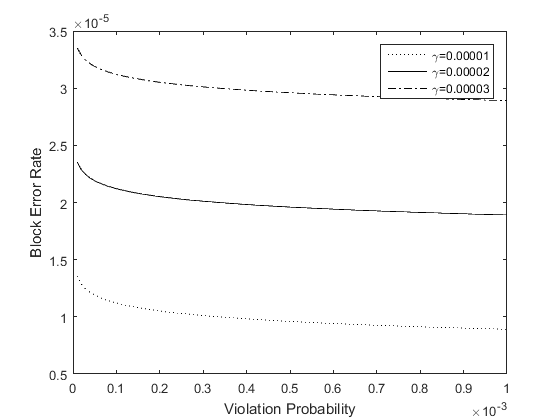 ×10⁻⁵
3.5
3
2.5
2
1.5
1
0.5
Block Error Rate
γ=0.00001
γ=0.00002
γ=0.00003
0 0.1 0.2 0.3 0.4 0.5 0.6 0.7 0.8 0.9 1
Violation Probability
×10⁻³